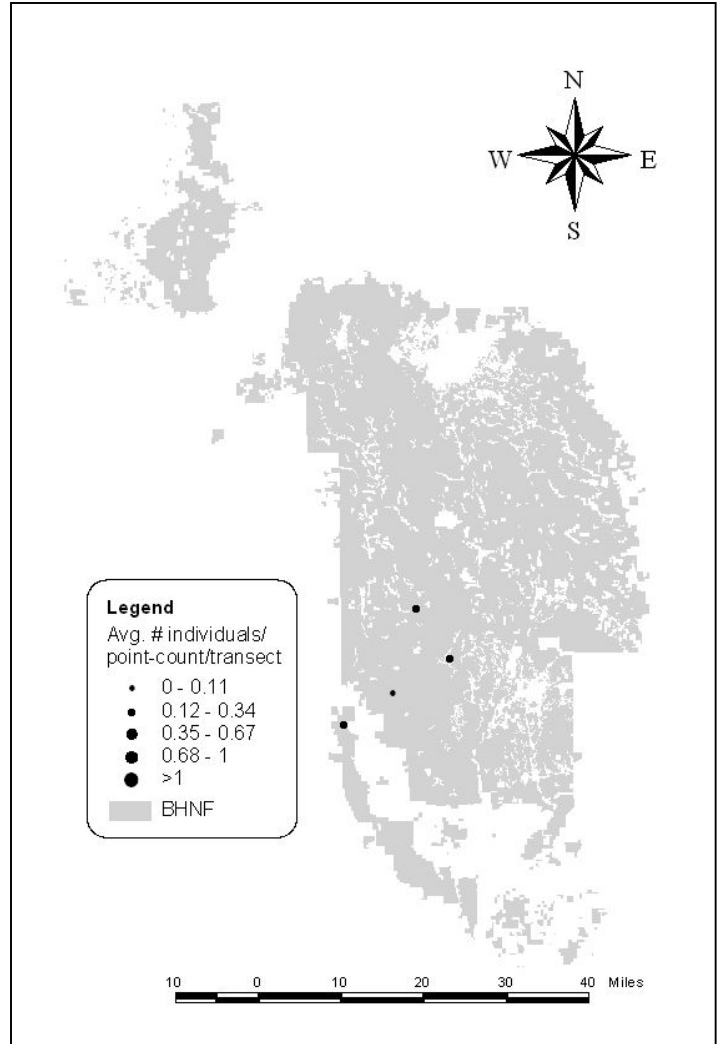 N
W E
S
Legend
Avg. # individuals/
point-count/transect
0 - 0.11
0.12 - 0.34
0.35 - 0.67
0.68 - 1
>1
BHNF
10 0 10 20 30 40 Miles